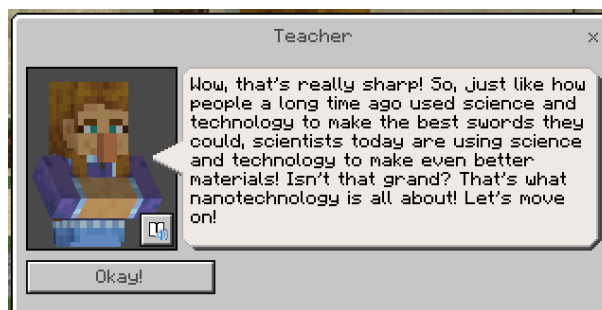 Teacher
x
Wow, that's really sharp! So, just like how
people a long time ago used science and
technology to make the best swords they
could, scientists today are using science
and technology to make even better
materials! Isn't that grand? That's what
nanotechnology is all about! Let's move
on!
Okay!